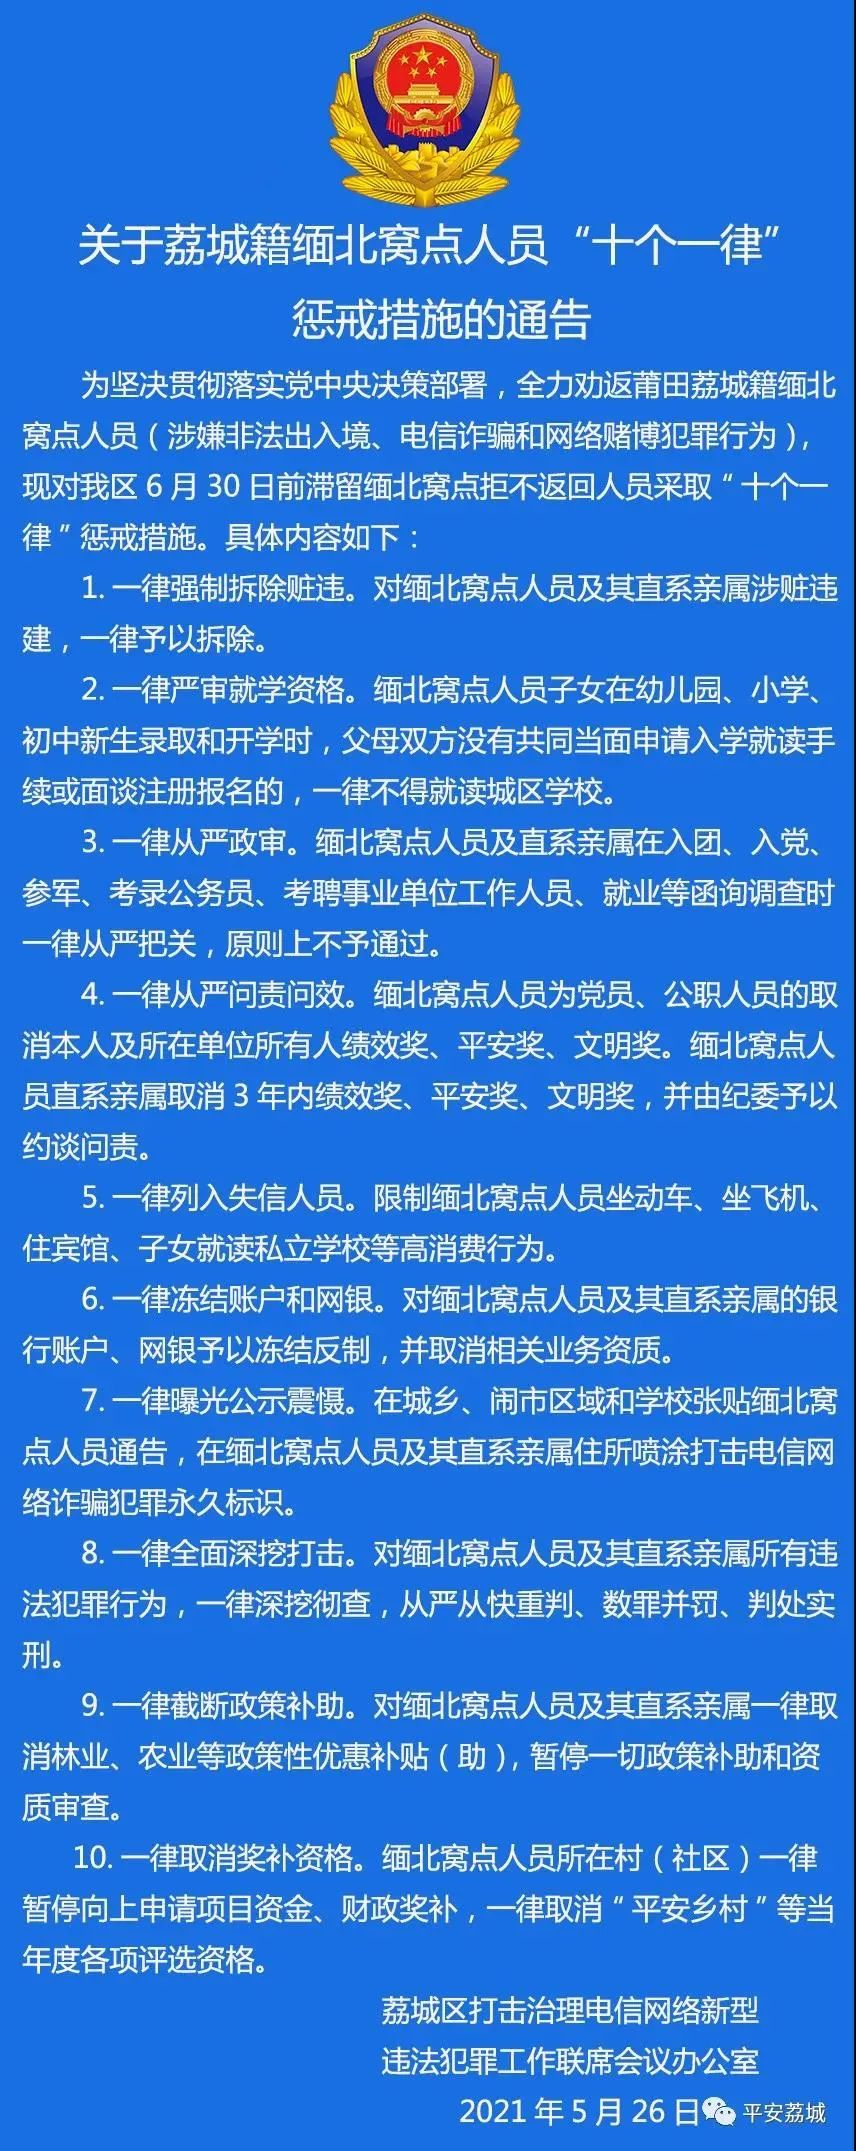 关于荔城籍缅北窝点人员“十个一律”
惩戒措施的通告
为坚决贯彻落实党中央决策部署，全力劝返莆田荔城籍缅北
窝点人员（涉嫌非法出入境、电信诈骗和网络赌博犯罪行为），
现对我区 6 月 30 日前滞留缅北窝点拒不返回人员采取“十个一
律”惩戒措施。具体内容如下：
1. 一律强制拆除赃违。对缅北窝点人员及其直系亲属涉赃违
建，一律予以拆除。
2. 一律严审就学资格。缅北窝点人员子女在幼儿园、小学、
初中新生录取和开学时，父母双方没有共同当面申请入学就读手
续或面谈注册报名的，一律不得就读城区学校。
3. 一律从严政审。缅北窝点人员及直系亲属在入团、入党、
参军、考录公务员、考聘事业单位工作人员、就业等函询调查时
一律从严把关，原则上不予通过。
4. 一律从严问责问效。缅北窝点人员为党员、公职人员的取
消本人及所在单位所有人绩效奖、平安奖、文明奖。缅北窝点人
员直系亲属取消 3 年内绩效奖、平安奖、文明奖，并由纪委予以
约谈问责。
5. 一律列入失信人员。限制缅北窝点人员坐动车、坐飞机、
住宾馆、子女就读私立学校等高消费行为。
6. 一律冻结账户和网银。对缅北窝点人员及其直系亲属的银
行账户、网银予以冻结反制，并取消相关业务资质。
7. 一律曝光公示震慑。在城乡、闹市区域和学校张贴缅北窝
点人员通告，在缅北窝点人员及其直系亲属住所喷涂打击电信网
络诈骗犯罪永久标识。
8. 一律全面深挖打击。对缅北窝点人员及其直系亲属所有违
法犯罪行为，一律深挖彻查，从严从快重判、数罪并罚、判处实
刑。
9. 一律截断政策补助。对缅北窝点人员及其直系亲属一律取
消林业、农业等政策性优惠补贴（助），暂停一切政策补助和资
质审查。
10. 一律取消奖补资格。缅北窝点人员所在村（社区）一律
暂停向上申请项目资金、财政奖补，一律取消“平安乡村”等当
年度各项评选资格。
荔城区打击治理电信网络新型
违法犯罪工作联席会议办公室
2021 年 5 月 26 日
平安荔城